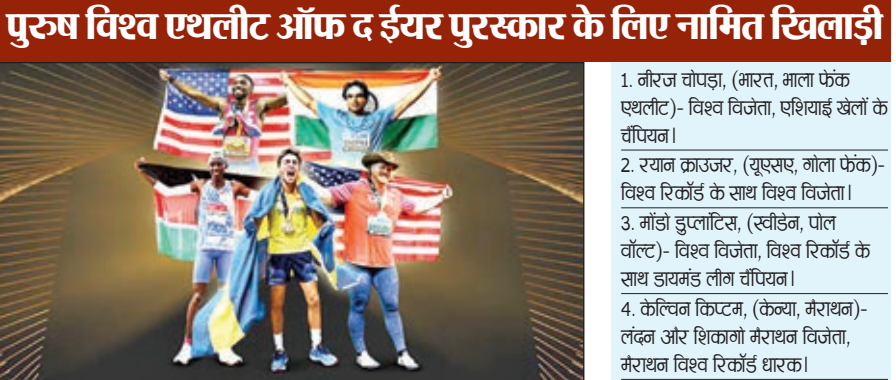 पुरुष विश्व एथलीट ऑफ द ईयर पुरस्कार के लिए नामित खिलाड़ी
1. नीरज चोपड़ा, (भारत, भाला फेंक
एथलीट)- विश्व विजेता, एशियाई खेलों के
चैंपियन।
2. रयान क्राउजर, (यूएसए, गोला फेंक)-
विश्व रिकॉर्ड के साथ विश्व विजेता।
3. मोंडो डुप्लांटिस, (स्वीडेन, पोल
वॉल्ट)- विश्व विजेता, विश्व रिकॉर्ड के
साथ डायमंड लीग चैंपियन।
4. केल्विन किप्टम, (केन्या, मैराथन)-
लंदन और शिकागो मैराथन विजेता,
मैराथन विश्व रिकॉर्ड धारक।